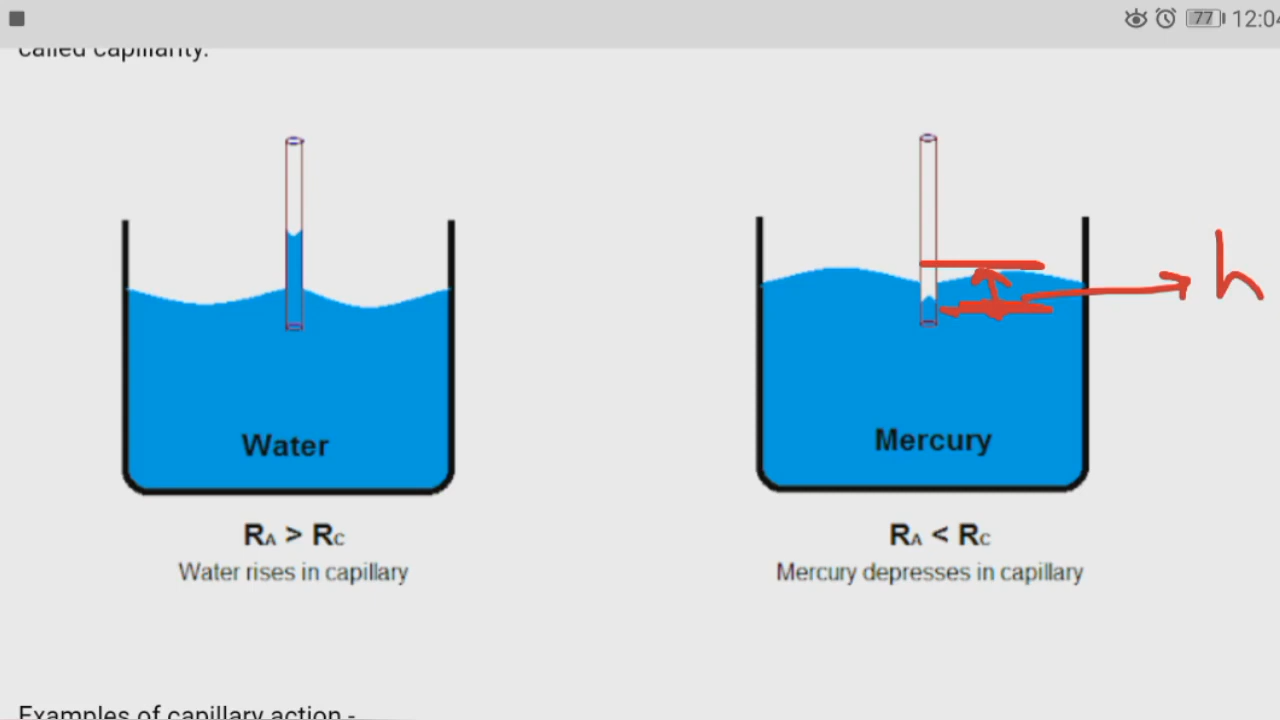 77 12:04
called capillarity.
h
Water
Mercury
RA > RC
RA < RC
Water rises in capillary
Mercury depresses in capillary
Examples of capillary action -